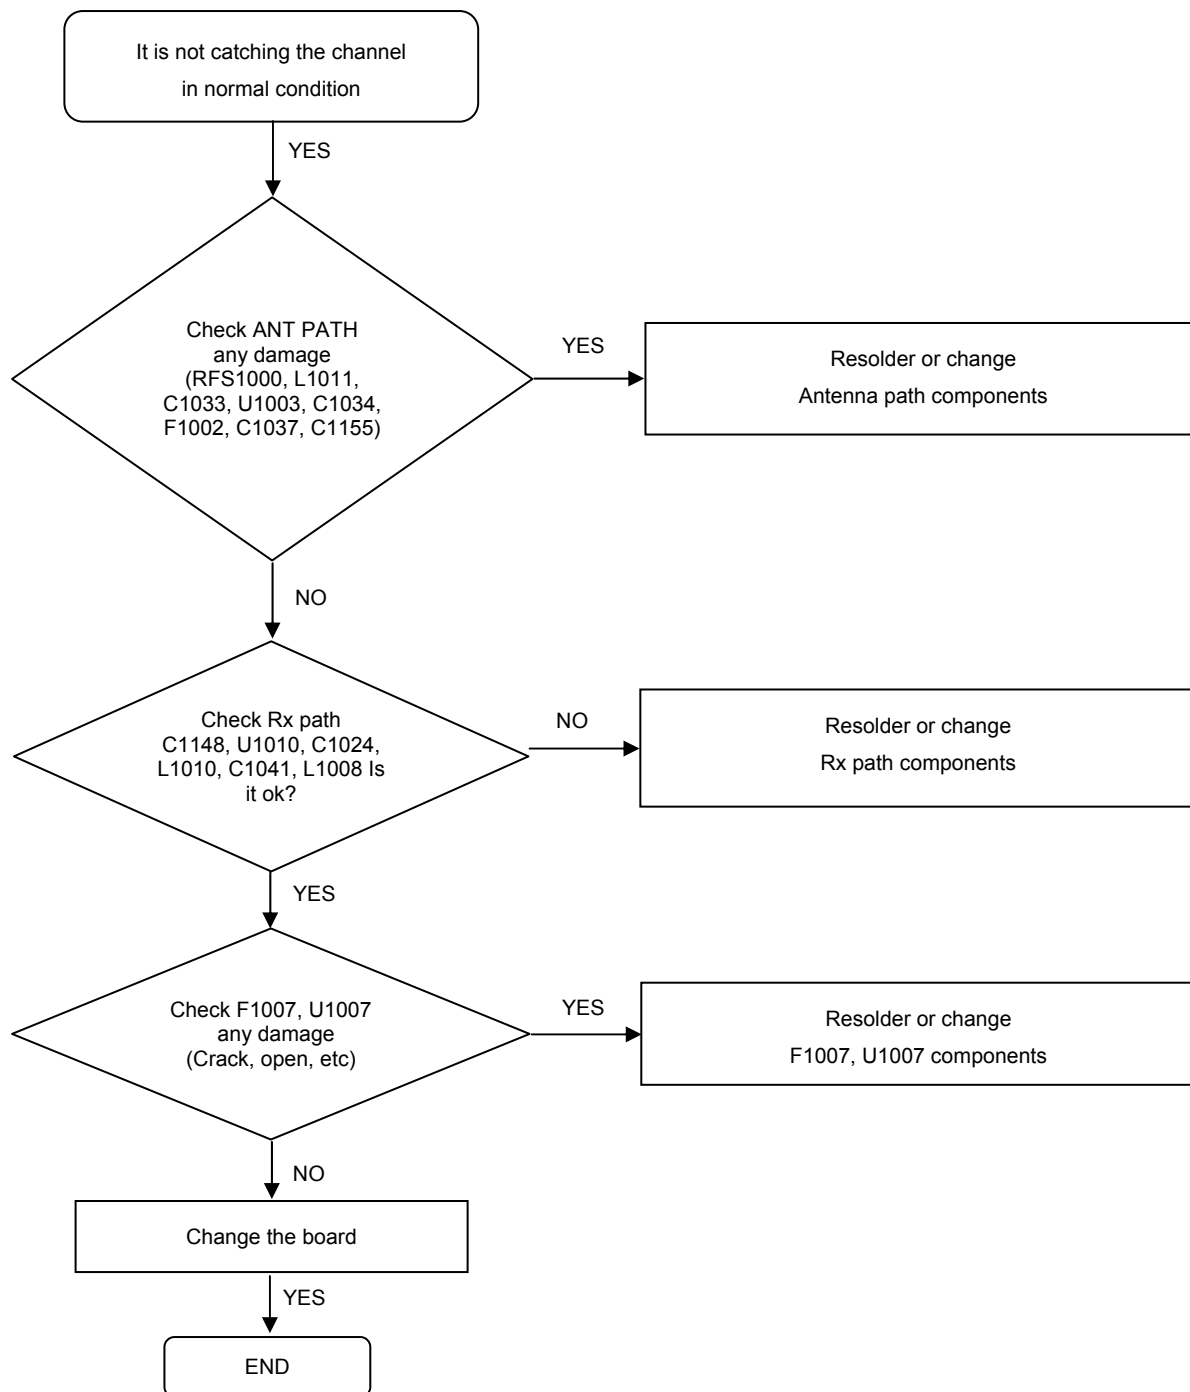 It is not catching the channel
in normal condition
YES
Check ANT PATH
any damage
(RFS1000, L1011,
C1033, U1003, C1034,
F1002, C1037, C1155)
YES
Resolder or change
Antenna path components
NO
Check Rx path
C1148, U1010, C1024,
L1010, C1041, L1008 Is
it ok?
NO
Resolder or change
Rx path components
YES
Check F1007, U1007
any damage
(Crack, open, etc)
YES
Resolder or change
F1007, U1007 components
NO
Change the board
YES
END